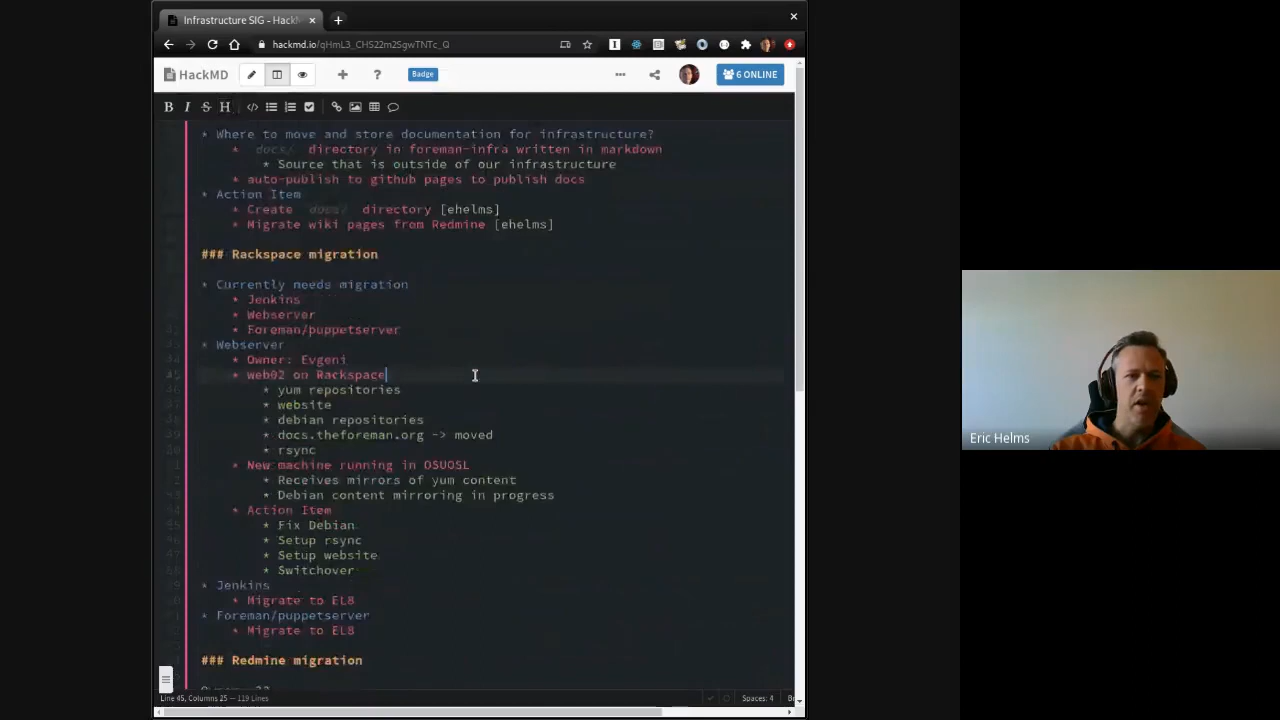 Infrastructure SIG - HackM
hackmd.io/qHmL3_CHS22m2SgwTNTc_Q
HackMD
Badge
6 ONLINE
* Where to move and store documentation for infrastructure?
* `docs/` directory in foreman-infra written in markdown
* Source that is outside of our infrastructure
* auto-publish to github pages to publish docs
* Action Item
* Create `docs/` directory [ehelms]
* Migrate wiki pages from Redmine [ehelms]
### Rackspace migration
* Currently needs migration
* Jenkins
* Webserver
* Foreman/puppetserver
* Webserver
* Owner: Evgeni
* web02 on Rackspace
* yum repositories
* website
* debian repositories
* docs.theforeman.org -> moved
* rsync
* New machine running in OSUOSL
* Receives mirrors of yum content
* Debian content mirroring in progress
* Action Item
* Fix Debian
* Setup rsync
* Setup website
* Switchover
* Jenkins
* Migrate to EL8
* Foreman/puppetserver
* Migrate to EL8
### Redmine migration
Line 45, Columns 25 — 119 Lines
Spaces: 4
Eric Helms